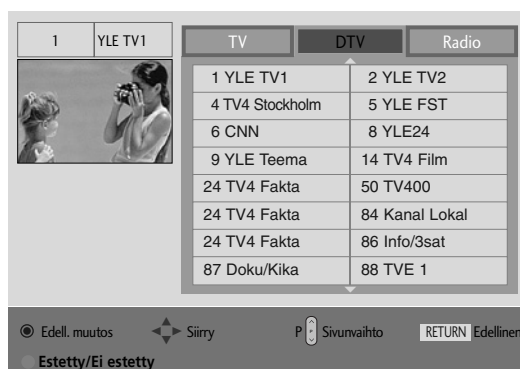 1 YLE TV1
TV DTV Radio
1 YLE TV1 2 YLE TV2
4 TV4 Stockholm 5 YLE FST
6 CNN 8 YLE24
9 YLE Teema 14 TV4 Film
24 TV4 Fakta 50 TV400
24 TV4 Fakta 84 Kanal Lokal
24 TV4 Fakta 86 Info/3sat
87 Doku/Kika 88 TVE 1
Edell. muutos Siirry P Sivunvaihto RETURN Edellinen
Estetty/Ei estetty